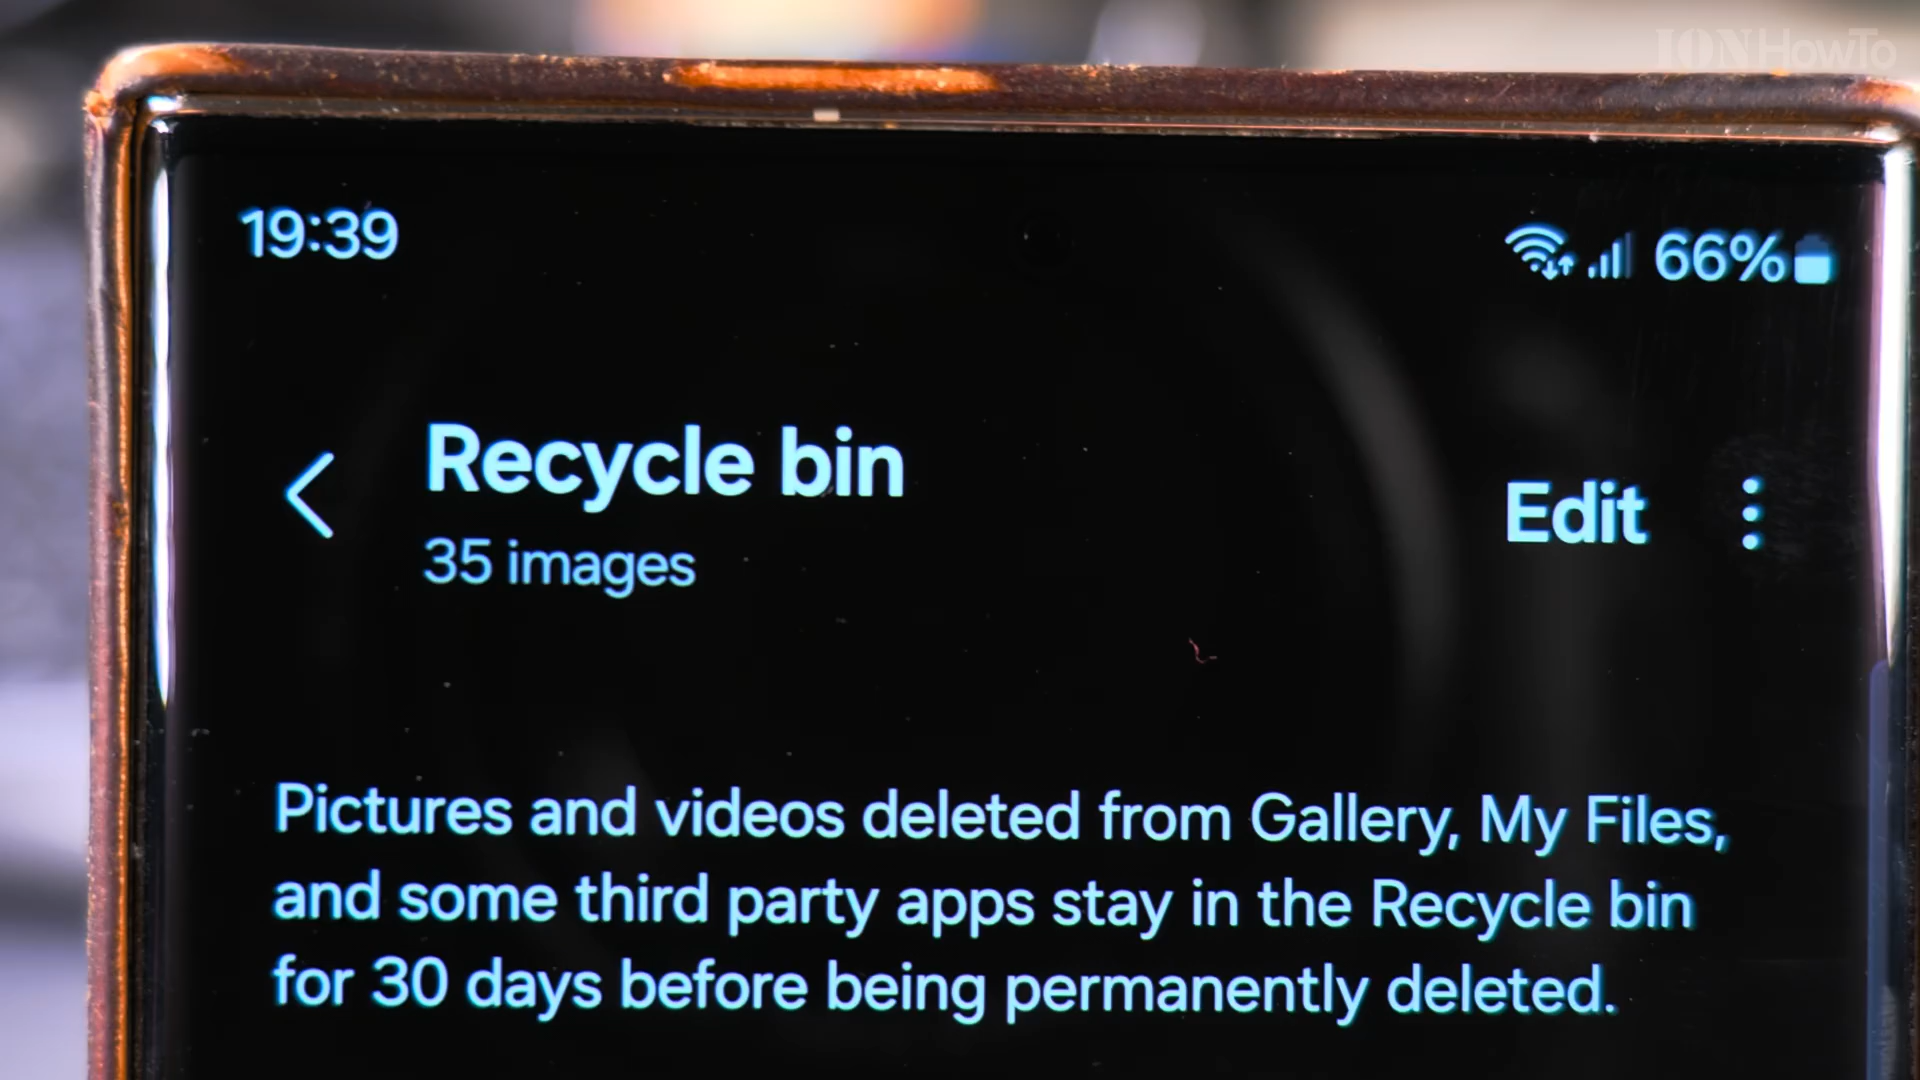 IONHowTo
19:39
66%
Recycle bin
Edit
35 images
Pictures and videos deleted from Gallery, My Files,
and some third party apps stay in the Recycle bin
for 30 days before being permanently deleted.